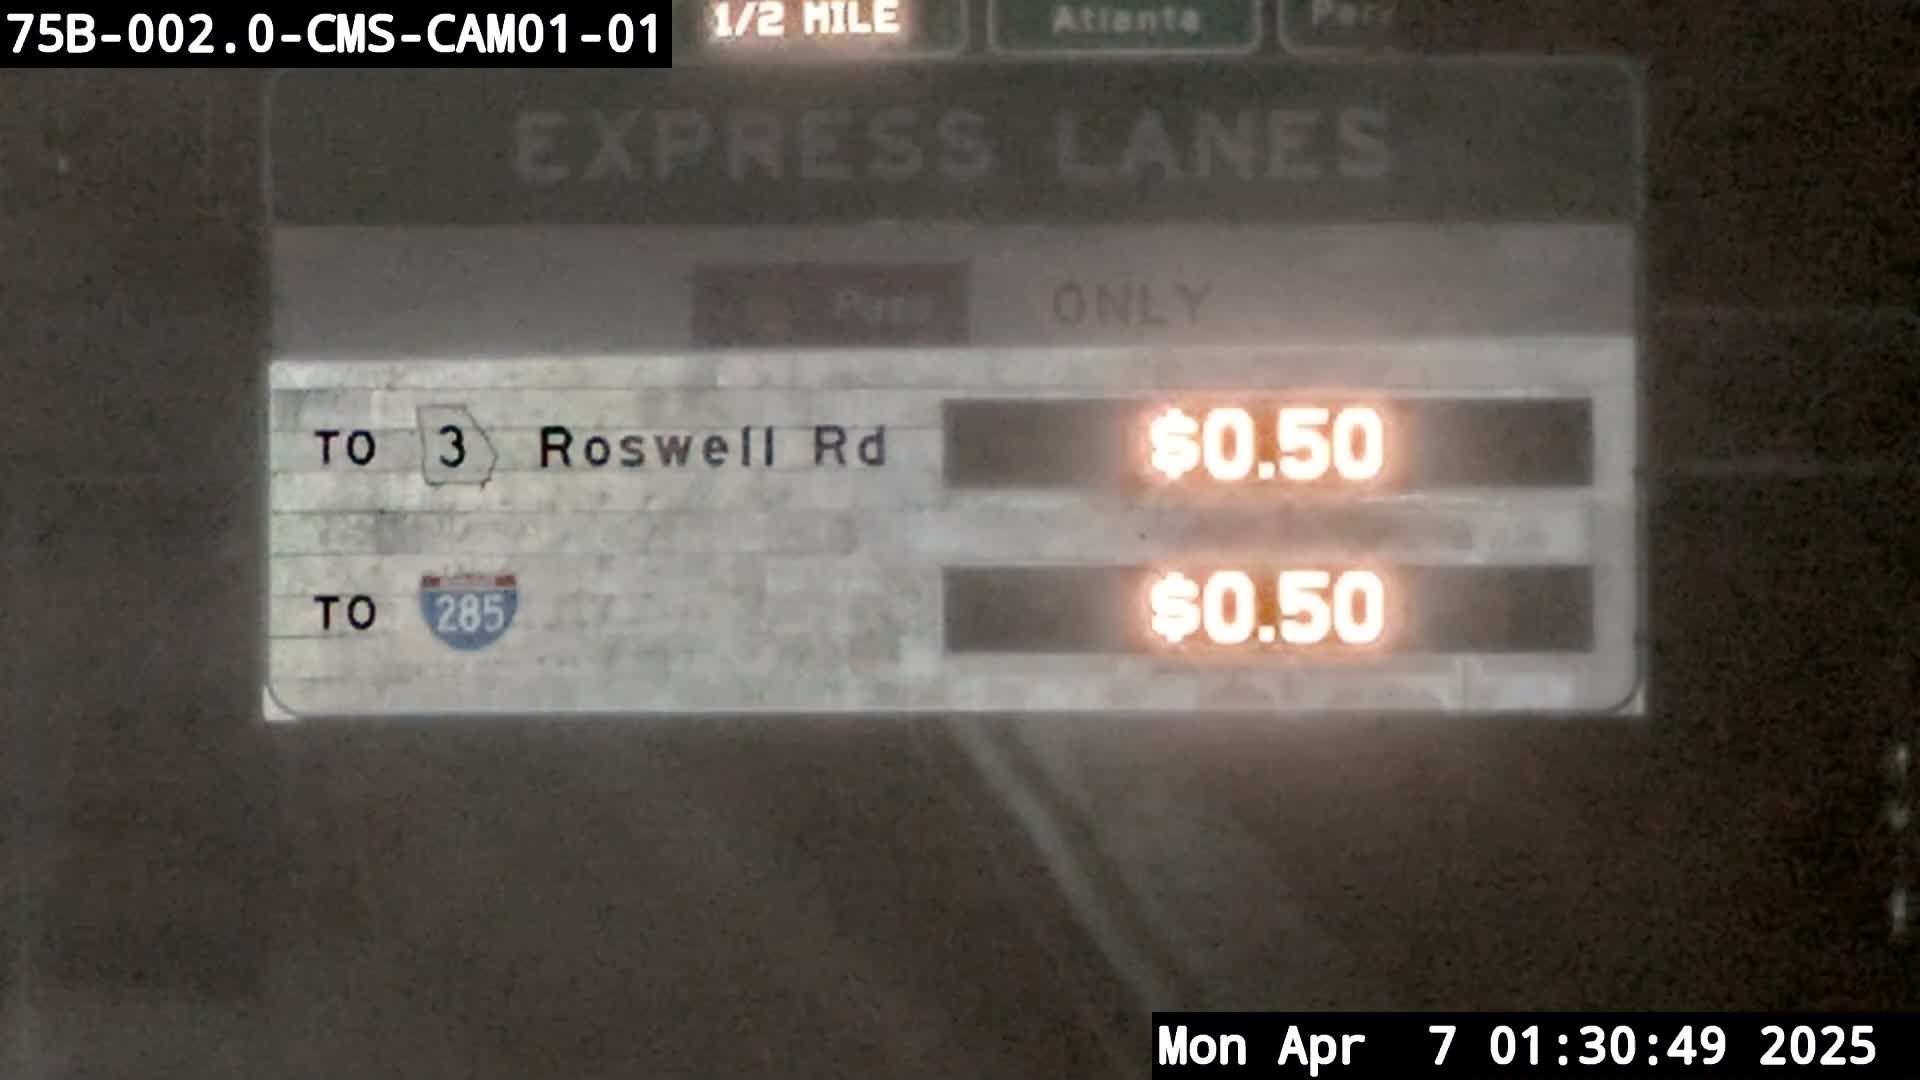 75B-002.0-CMS-CAM01-01
1/2 MILE
Atlanta
EXPRESS LANES
ONLY
TO 3 Roswell Rd $0.50
TO 285 $0.50
Mon Apr 7 01:30:49 2025